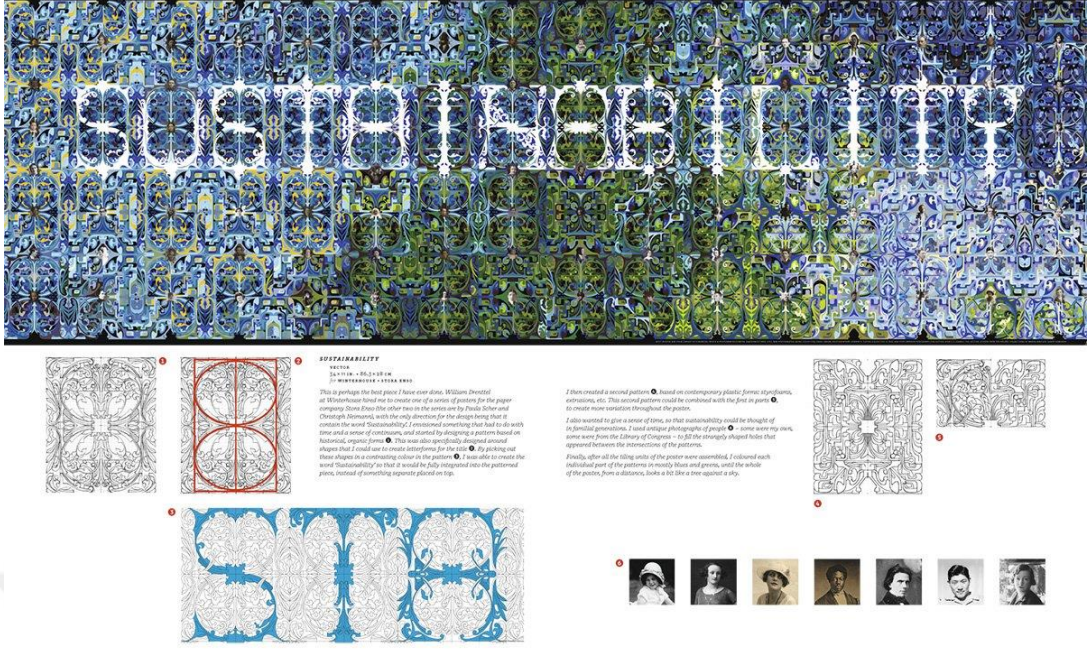 SUSTAINABILITY
1
2
SUSTAINABILITY
VECTOR
34 × 11 IN. • 86.3 × 28 CM
for WINTERHOUSE • STORA ENSO
This is perhaps the best piece I have ever done. William Drenttel
at Winterhouse hired me to create one of a series of posters for the paper
company Stora Enso (the other two in the series are by Paula Scher and
Christoph Neimann), with the only direction for the design being that it
contain the word 'Sustainability'. I envisioned something that had to do with
time and a sense of continuum, and started by designing a pattern based on
historical, organic forms 1. This was also specifically designed around
shapes that I could use to create letterforms for the title 2. By picking out
these shapes in a contrasting colour in the pattern 3, I was able to create the
word 'Sustainability' so that it would be fully integrated into the patterned
piece, instead of something separate placed on top.
I then created a second pattern 4, based on contemporary plastic forms: styrofoams,
extrusions, etc. This second pattern could be combined with the first in parts 5,
to create more variation throughout the poster.
I also wanted to give a sense of time, so that sustainability could be thought of
in familial generations. I used antique photographs of people 6 – some were my own,
some were from the Library of Congress – to fill the strangely shaped holes that
appeared between the intersections of the patterns.
Finally, after all the tiling units of the poster were assembled, I coloured each
individual part of the patterns in mostly blues and greens, until the whole
of the poster, from a distance, looks a bit like a tree against a sky.
5
4
3
6